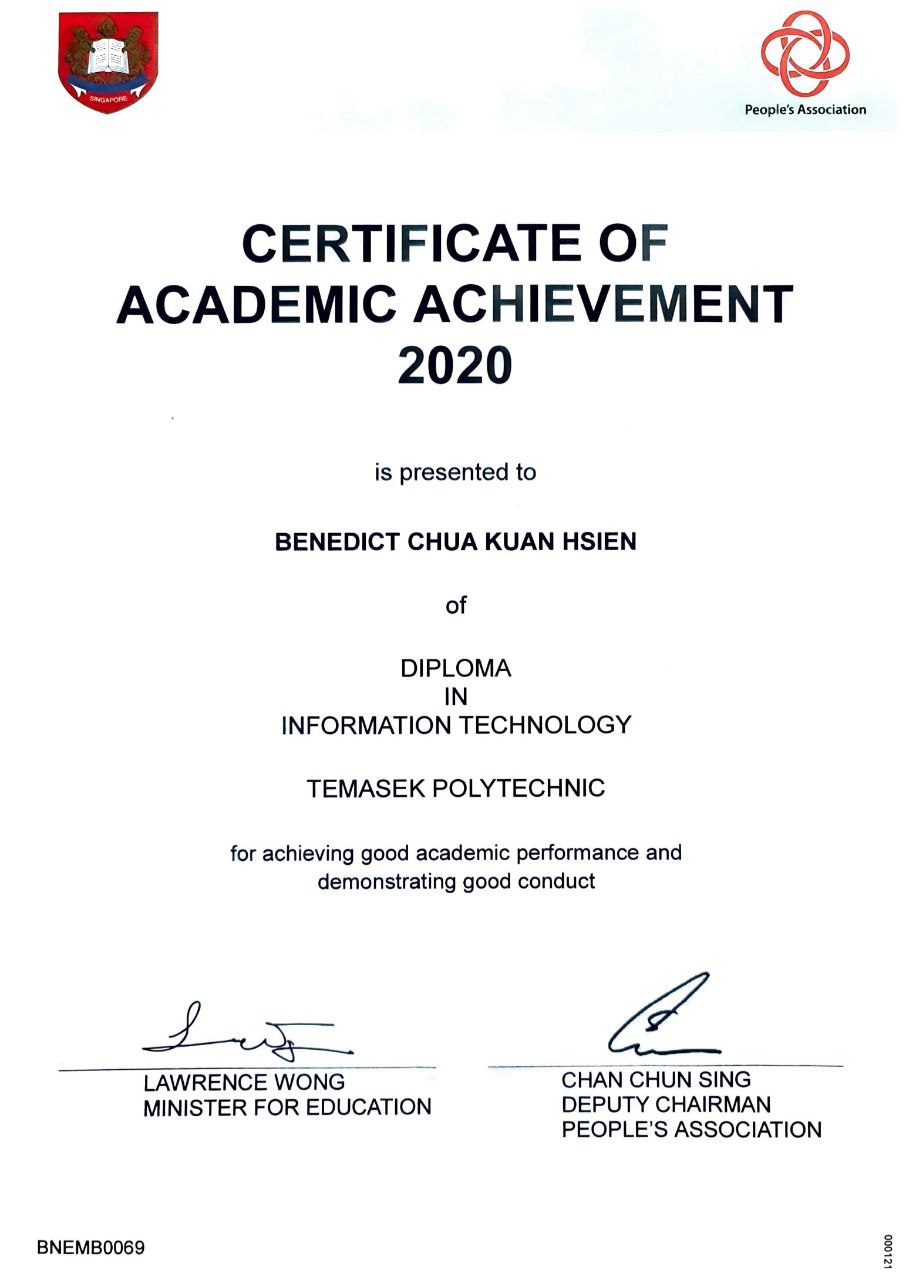 SINGAPORE
People's Association
CERTIFICATE OF
ACADEMIC ACHIEVEMENT
2020
is presented to
BENEDICT CHUA KUAN HSIEN
of
DIPLOMA
IN
INFORMATION TECHNOLOGY
TEMASEK POLYTECHNIC
for achieving good academic performance and
demonstrating good conduct
LAWRENCE WONG
MINISTER FOR EDUCATION
CHAN CHUN SING
DEPUTY CHAIRMAN
PEOPLE'S ASSOCIATION
BNEMB0069
000121